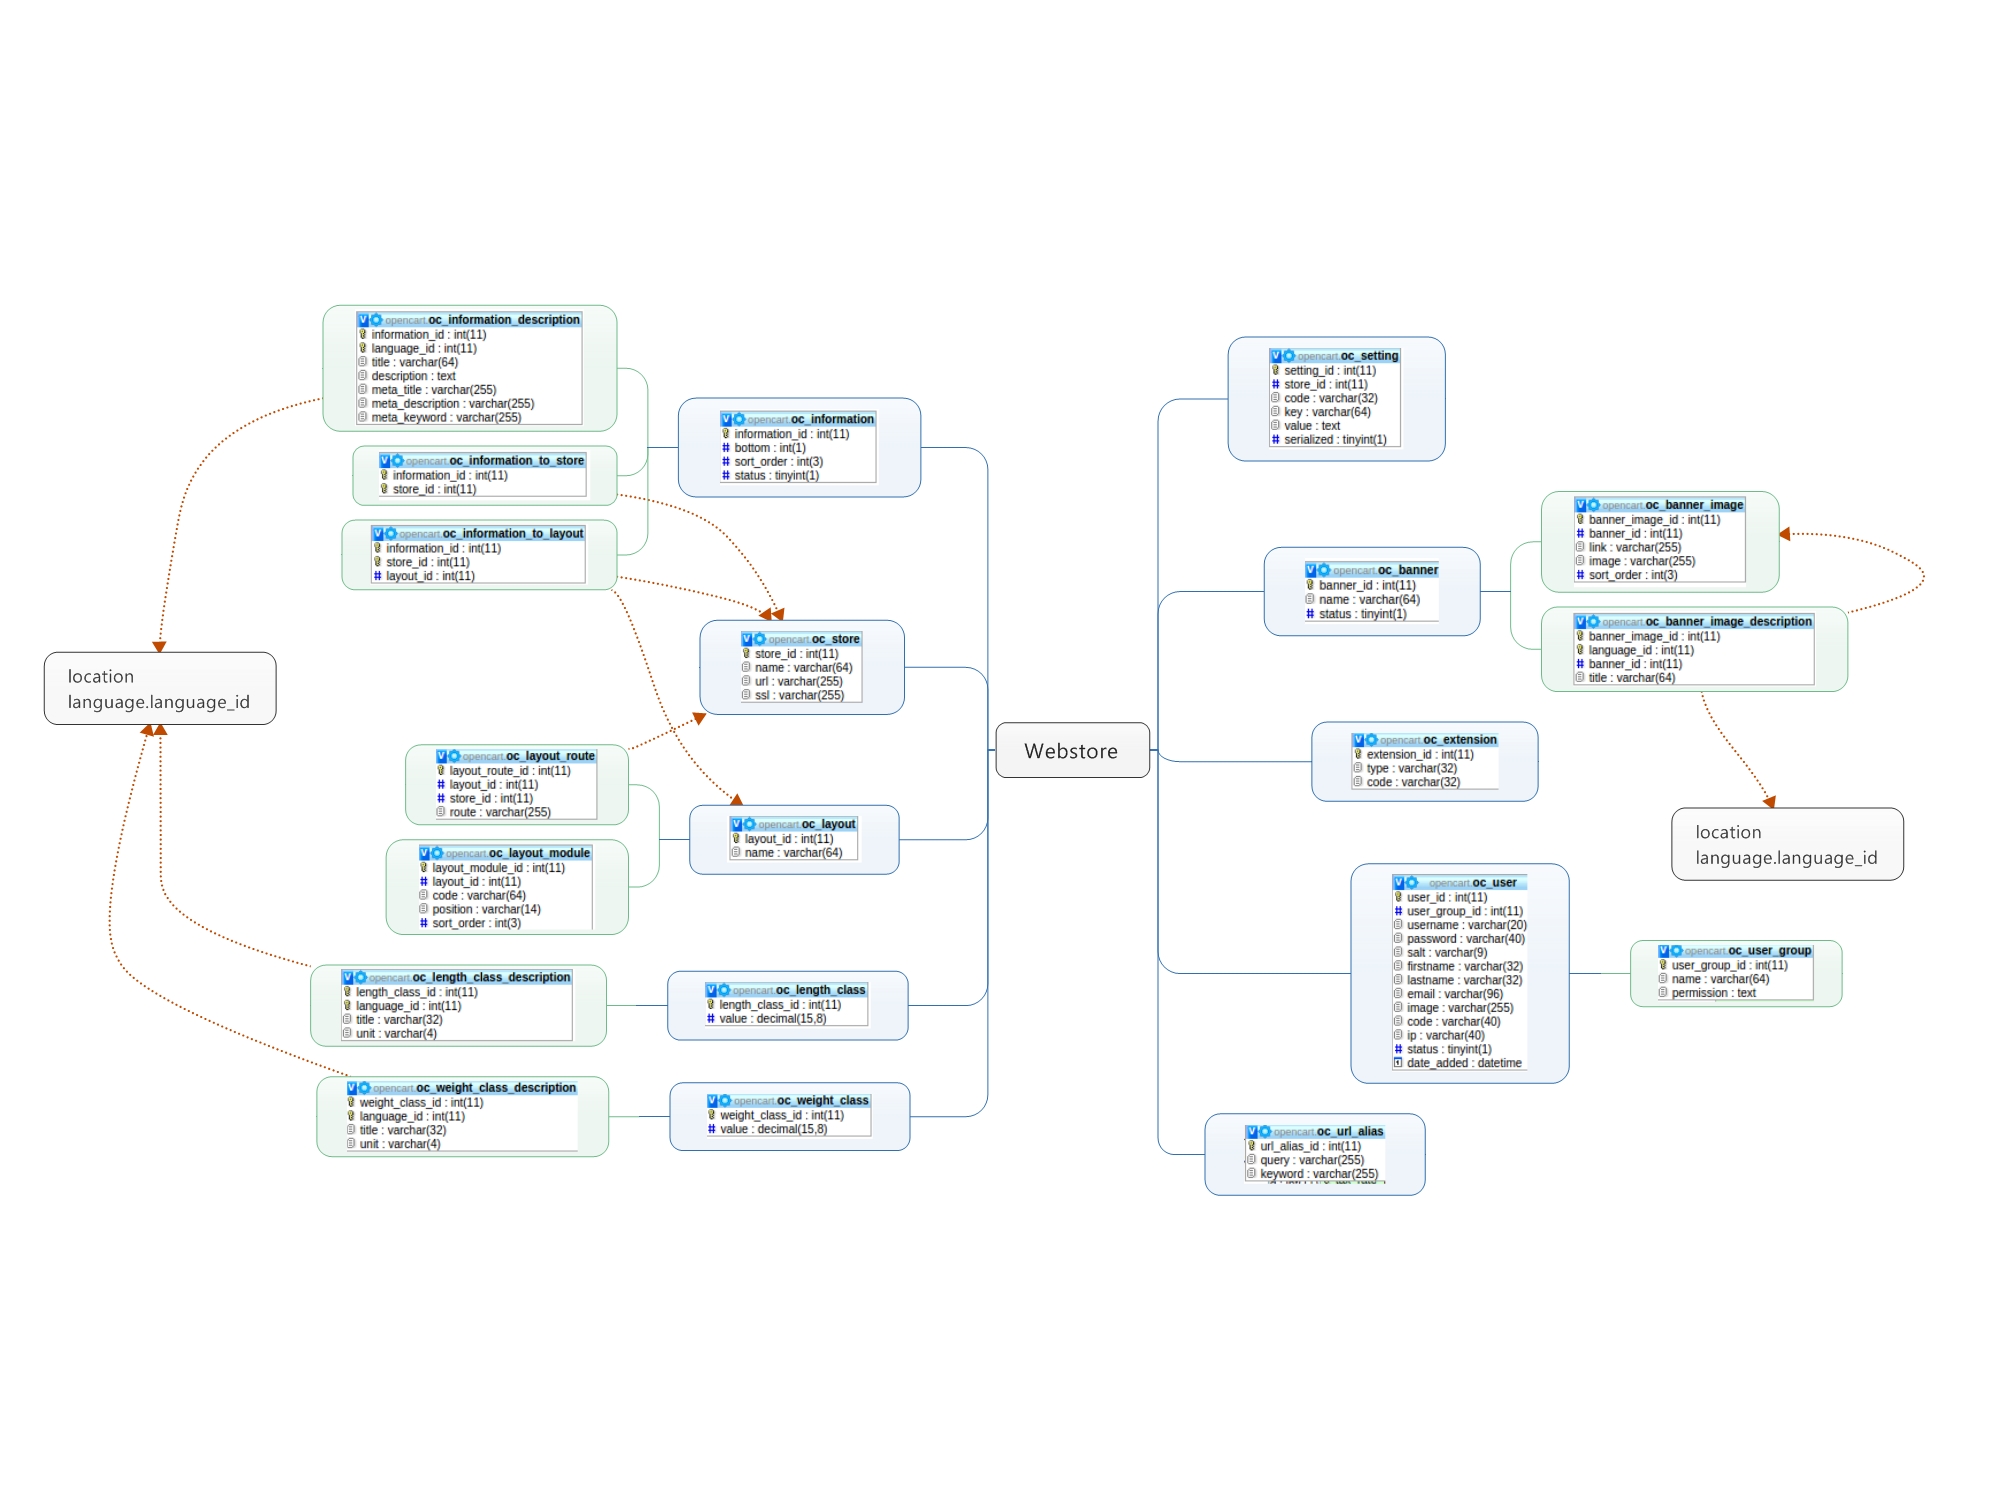 opencart.oc_information_description
information_id : int(11)
language_id : int(11)
title : varchar(64)
description : text
meta_title : varchar(255)
meta_description : varchar(255)
meta_keyword : varchar(255)
opencart.oc_information_to_store
information_id : int(11)
store_id : int(11)
opencart.oc_information_to_layout
information_id : int(11)
store_id : int(11)
layout_id : int(11)
opencart.oc_information
information_id : int(11)
bottom : int(1)
sort_order : int(3)
status : tinyint(1)
opencart.oc_store
store_id : int(11)
name : varchar(64)
url : varchar(255)
ssl : varchar(255)
location
language.language_id
opencart.oc_layout_route
layout_route_id : int(11)
layout_id : int(11)
store_id : int(11)
route : varchar(255)
opencart.oc_layout_module
layout_module_id : int(11)
layout_id : int(11)
code : varchar(64)
position : varchar(14)
sort_order : int(3)
opencart.oc_layout
layout_id : int(11)
name : varchar(64)
opencart.oc_length_class_description
length_class_id : int(11)
language_id : int(11)
title : varchar(32)
unit : varchar(4)
opencart.oc_length_class
length_class_id : int(11)
value : decimal(15,8)
opencart.oc_weight_class_description
weight_class_id : int(11)
language_id : int(11)
title : varchar(32)
unit : varchar(4)
opencart.oc_weight_class
weight_class_id : int(11)
value : decimal(15,8)
Webstore
opencart.oc_setting
setting_id : int(11)
store_id : int(11)
code : varchar(32)
key : varchar(64)
value : text
serialized : tinyint(1)
opencart.oc_banner
banner_id : int(11)
name : varchar(64)
status : tinyint(1)
opencart.oc_banner_image
banner_image_id : int(11)
banner_id : int(11)
link : varchar(255)
image : varchar(255)
sort_order : int(3)
opencart.oc_banner_image_description
banner_image_id : int(11)
language_id : int(11)
banner_id : int(11)
title : varchar(64)
opencart.oc_extension
extension_id : int(11)
type : varchar(32)
code : varchar(32)
location
language.language_id
opencart.oc_user
user_id : int(11)
user_group_id : int(11)
username : varchar(20)
password : varchar(40)
salt : varchar(9)
firstname : varchar(32)
lastname : varchar(32)
email : varchar(96)
image : varchar(255)
code : varchar(40)
ip : varchar(40)
status : tinyint(1)
date_added : datetime
opencart.oc_user_group
user_group_id : int(11)
name : varchar(64)
permission : text
opencart.oc_url_alias
url_alias_id : int(11)
query : varchar(255)
keyword : varchar(255)